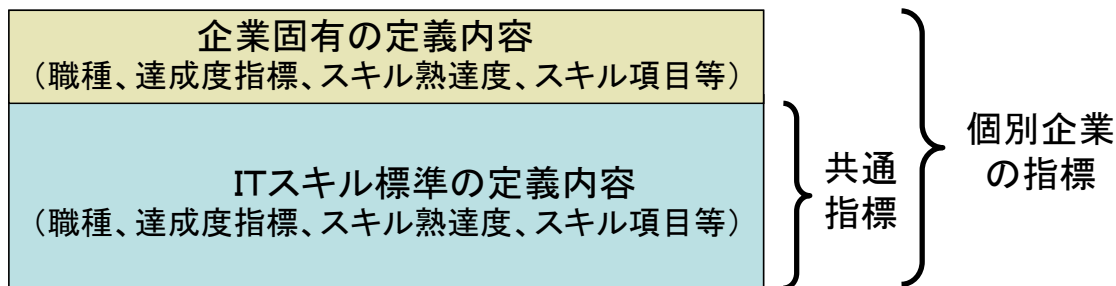 企業固有の定義内容
（職種、達成度指標、スキル熟達度、スキル項目等）
ITスキル標準の定義内容
（職種、達成度指標、スキル熟達度、スキル項目等）
共通
指標
個別企業
の指標